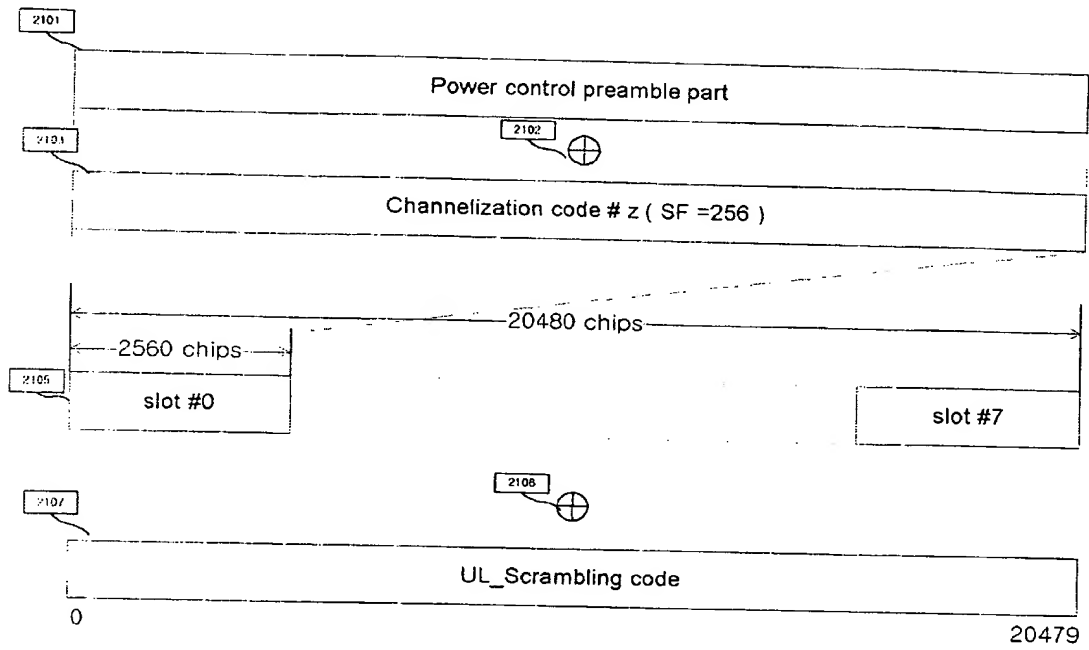 2101
Power control preamble part
2102
2103
Channelization code # z ( SF =256 )
20480 chips
2560 chips
2105
slot #0
slot #7
2106
2107
UL_Scrambling code
0
20479